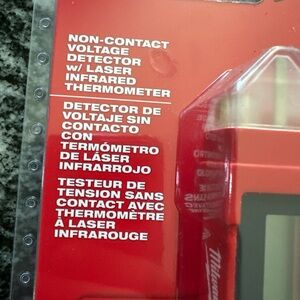 NON-CONTACT
VOLTAGE
DETECTOR
w/ LASER
INFRARED
THERMOMETER
DETECTOR DE
VOLTAJE SIN
CONTACTO
CON
TERMÓMETRO
DE LÁSER
INFRARROJO
TESTEUR DE
TENSION SANS
CONTACT AVEC
THERMOMÈTRE
À LASER
INFRAROUGE